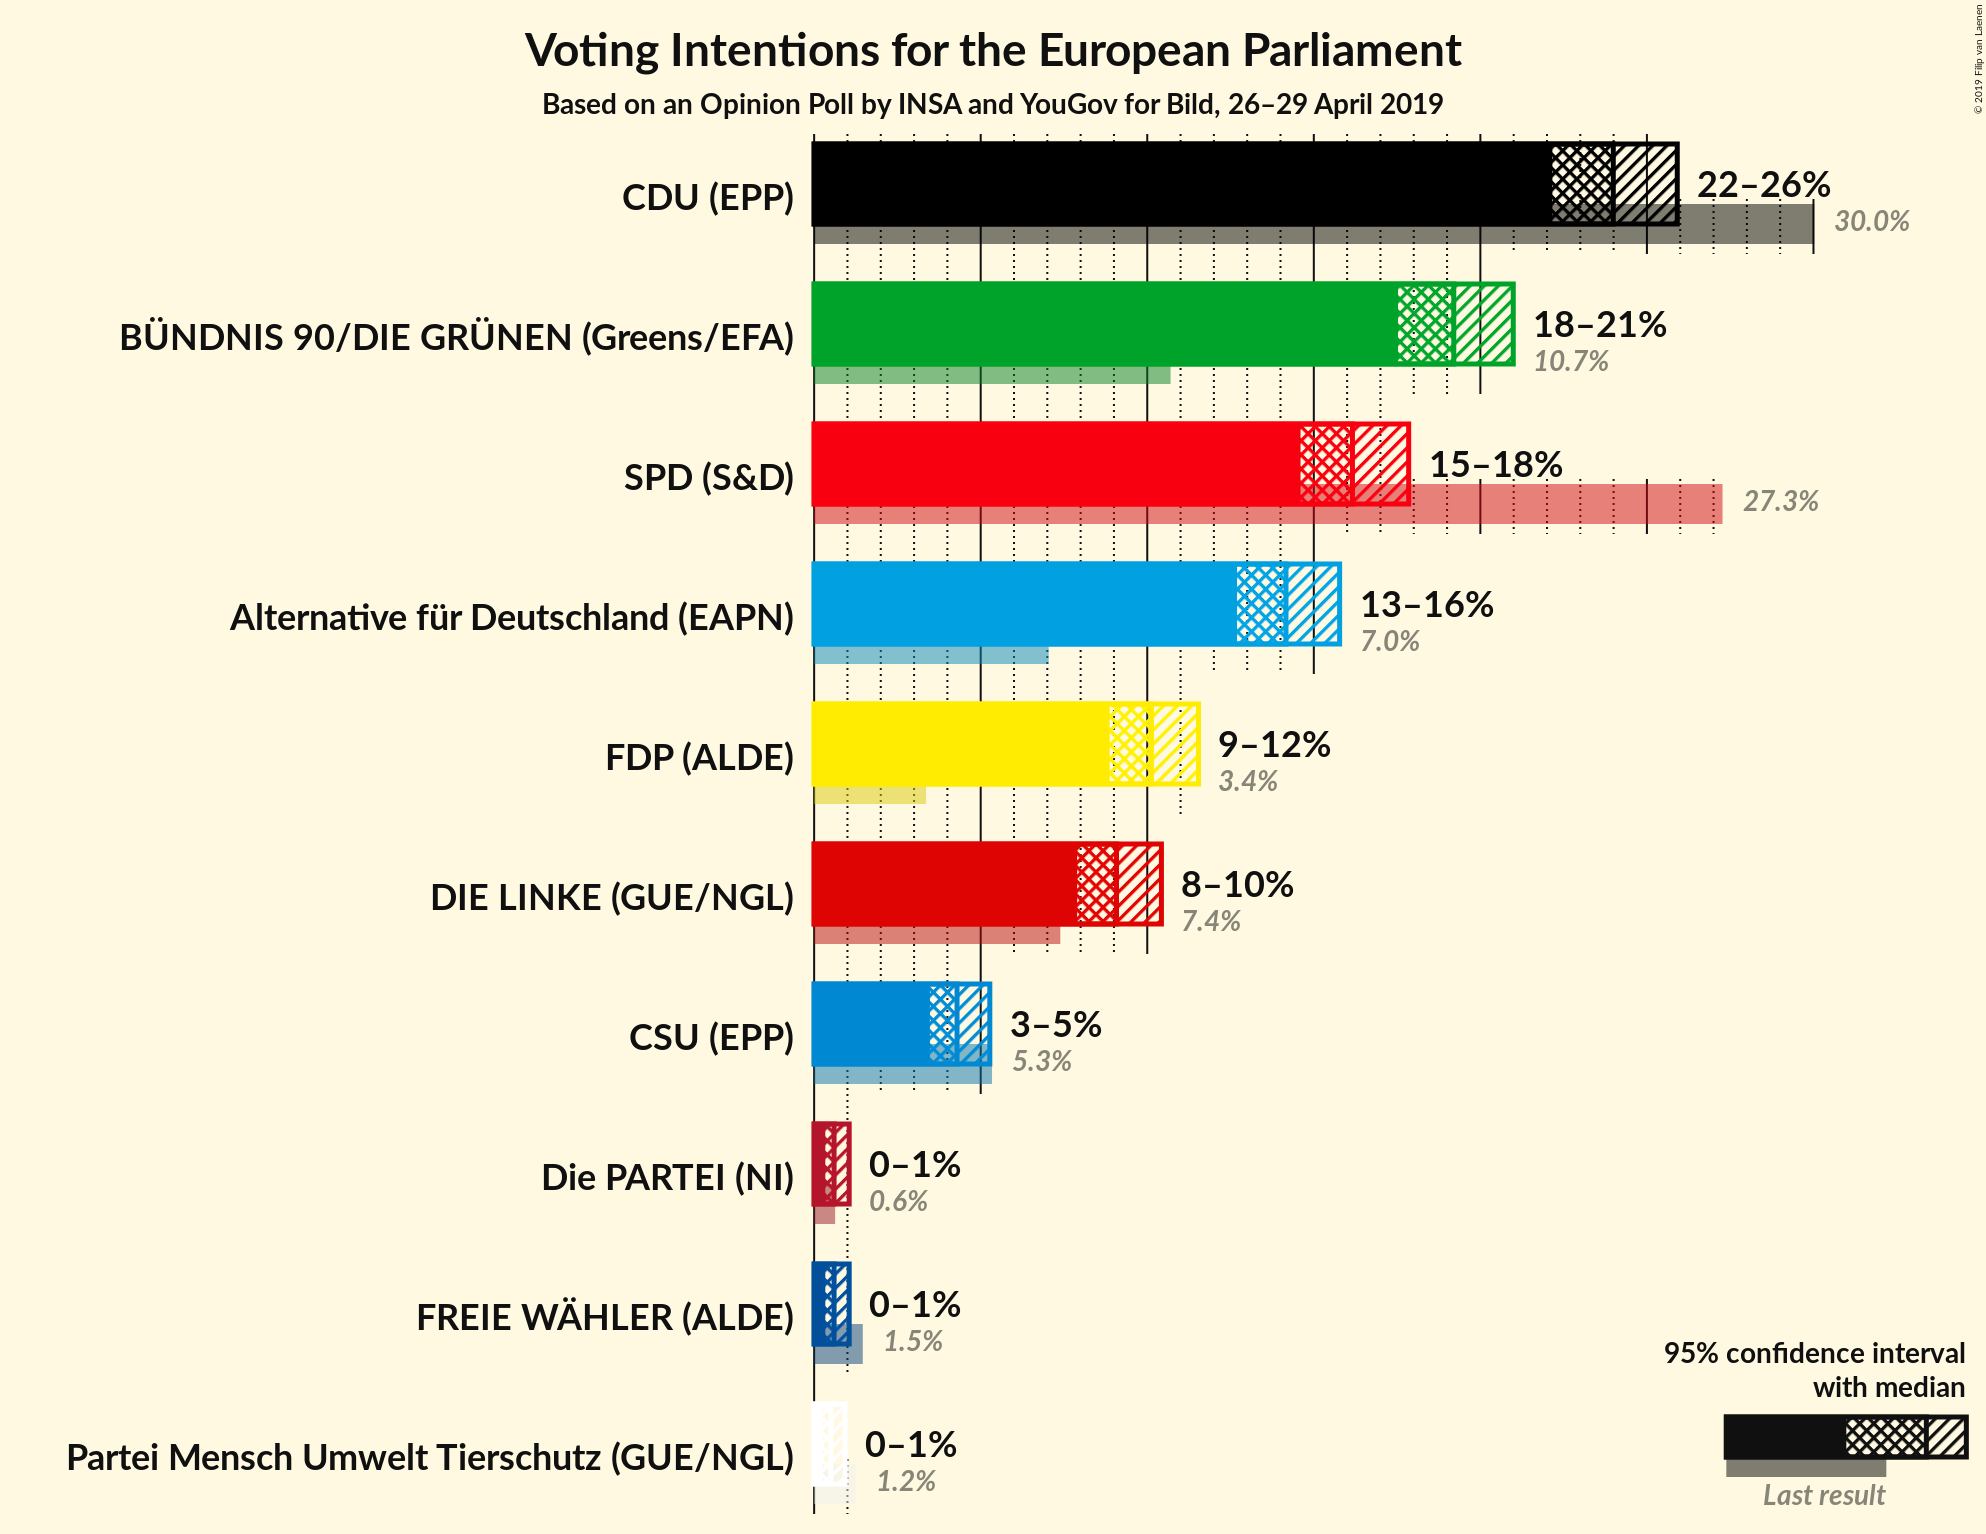 Voting Intentions for the European Parliament
Based on an Opinion Poll by INSA and YouGov for Bild, 26–29 April 2019
© 2019 Filip van Laenen
CDU (EPP)
22–26%
30.0%
BÜNDNIS 90/DIE GRÜNEN (Greens/EFA)
18–21%
10.7%
SPD (S&D)
15–18%
27.3%
Alternative für Deutschland (EAPN)
13–16%
7.0%
FDP (ALDE)
9–12%
3.4%
DIE LINKE (GUE/NGL)
8–10%
7.4%
CSU (EPP)
3–5%
5.3%
Die PARTEI (NI)
0–1%
0.6%
FREIE WÄHLER (ALDE)
0–1%
1.5%
Partei Mensch Umwelt Tierschutz (GUE/NGL)
0–1%
1.2%
95% confidence interval
with median
Last result